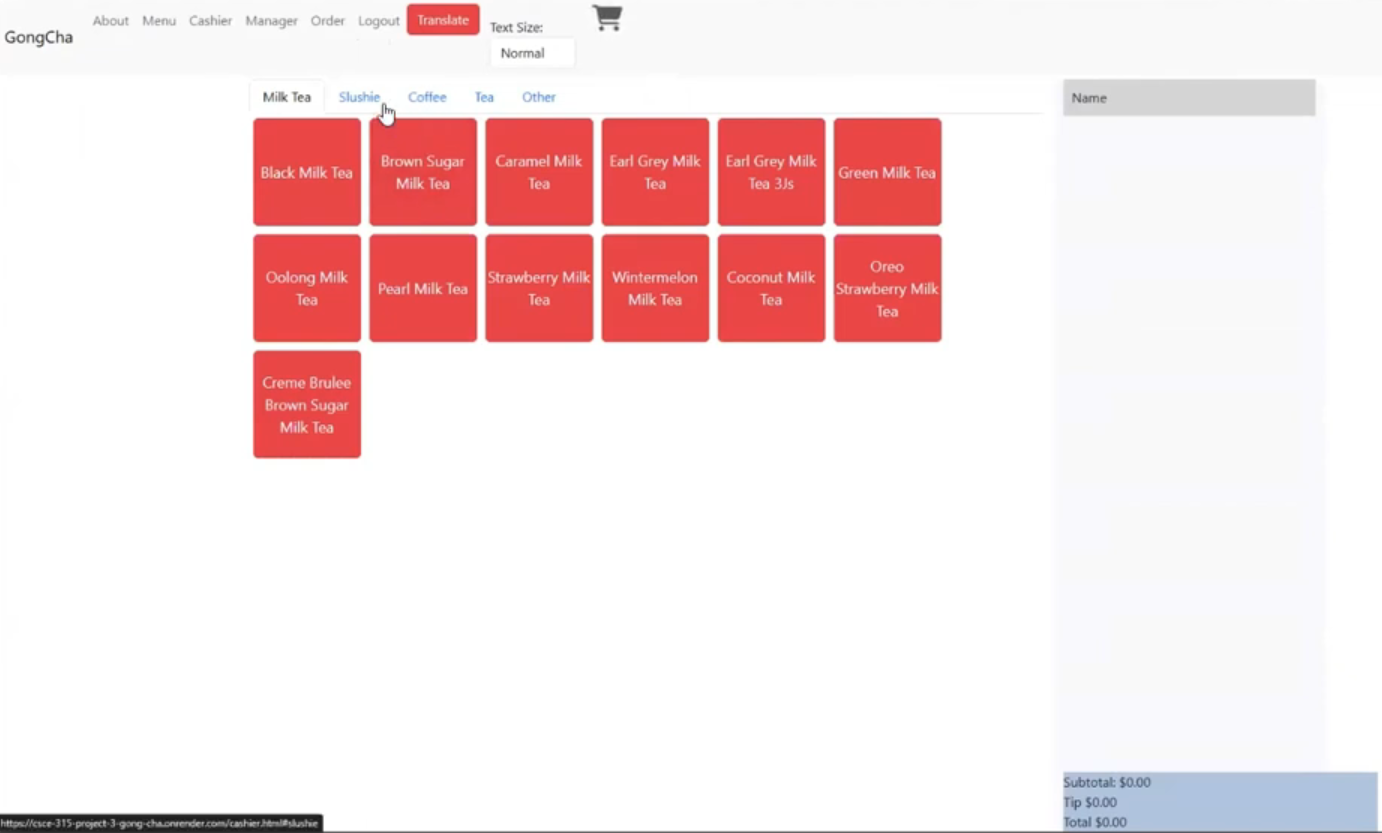 GongCha
About Menu Cashier Manager Order Logout Translate
Text Size:
Normal
Milk Tea Slushie Coffee Tea Other
Black Milk Tea
Brown Sugar
Milk Tea
Caramel Milk
Tea
Earl Grey Milk
Tea
Earl Grey Milk
Tea 3Js
Green Milk Tea
Oolong Milk
Tea
Pearl Milk Tea
Strawberry Milk
Tea
Wintermelon
Milk Tea
Coconut Milk
Tea
Oreo
Strawberry Milk
Tea
Creme Brulee
Brown Sugar
Milk Tea
Name
Subtotal: $0.00
Tip $0.00
Total $0.00
https://csce-315-project-3-gong-cha.onrender.com/cashier.html#slushie